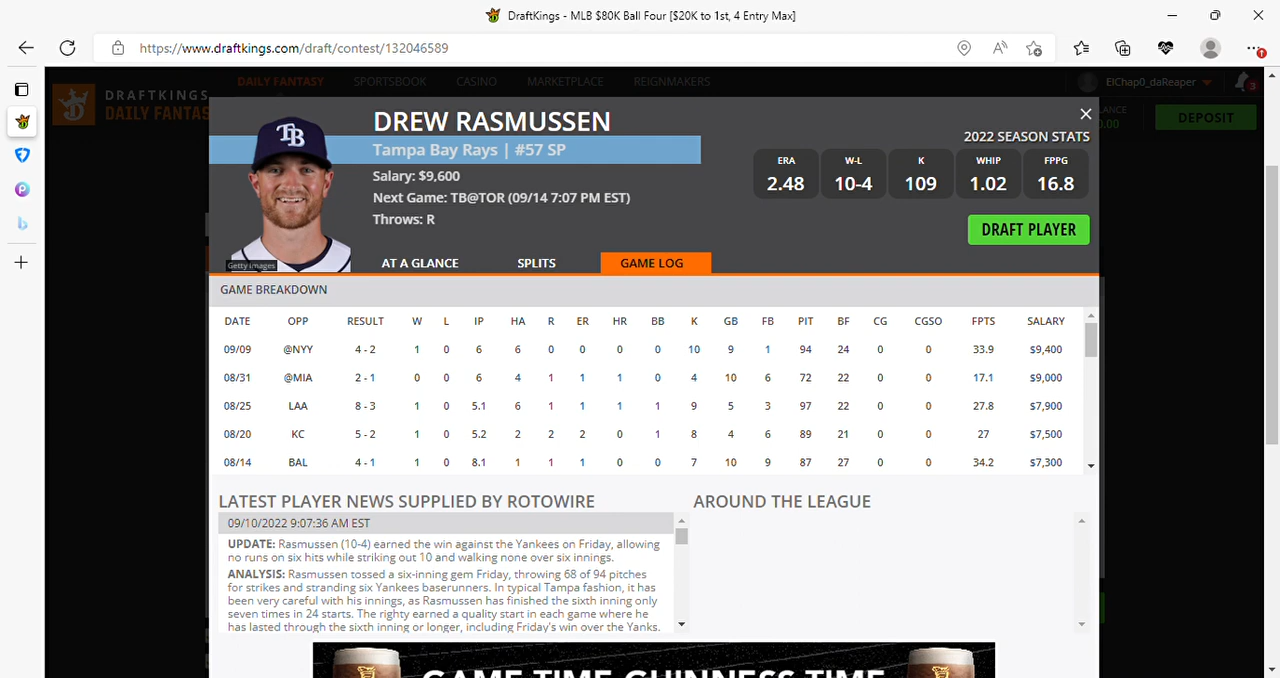 DraftKings - MLB $80K Ball Four [$20K to 1st, 4 Entry Max]
https://www.draftkings.com/draft/contest/132046589
DRAFTKINGS
DAILY FANTAS
DAILY FANTASY SPORTSBOOK CASINO MARKETPLACE REIGNMAKERS
ElChap0_daReaper
3
LANCE
0.00
DEPOSIT
DREW RASMUSSEN
Tampa Bay Rays | #57 SP
Salary: $9,600
Next Game: TB@TOR (09/14 7:07 PM EST)
Throws: R
Getty Images
2022 SEASON STATS
ERA W-L K WHIP FPPG
2.48 10-4 109 1.02 16.8
DRAFT PLAYER
AT A GLANCE SPLITS GAME LOG
GAME BREAKDOWN
DATE OPP RESULT W L IP HA R ER HR BB K GB FB PIT BF CG CGSO FPTS SALARY
09/09 @NYY 4 - 2 1 0 6 6 0 0 0 0 10 9 1 94 24 0 0 33.9 $9,400
08/31 @MIA 2 - 1 0 0 6 4 1 1 1 0 4 10 6 72 22 0 0 17.1 $9,000
08/25 LAA 8 - 3 1 0 5.1 6 1 1 1 1 9 5 3 97 22 0 0 27.8 $7,900
08/20 KC 5 - 2 1 0 5.2 2 2 2 0 1 8 4 6 89 21 0 0 27 $7,500
08/14 BAL 4 - 1 1 0 8.1 1 1 1 0 0 7 10 9 87 27 0 0 34.2 $7,300
LATEST PLAYER NEWS SUPPLIED BY ROTOWIRE
09/10/2022 9:07:36 AM EST
UPDATE: Rasmussen (10-4) earned the win against the Yankees on Friday, allowing
no runs on six hits while striking out 10 and walking none over six innings.
ANALYSIS: Rasmussen tossed a six-inning gem Friday, throwing 68 of 94 pitches
for strikes and stranding six Yankees baserunners. In typical Tampa fashion, it has
been very careful with his innings, as Rasmussen has finished the sixth inning only
seven times in 24 starts. The righty earned a quality start in each game where he
has lasted through the sixth inning or longer, including Friday's win over the Yanks.
AROUND THE LEAGUE
GAME TIME GUINNESS TIME